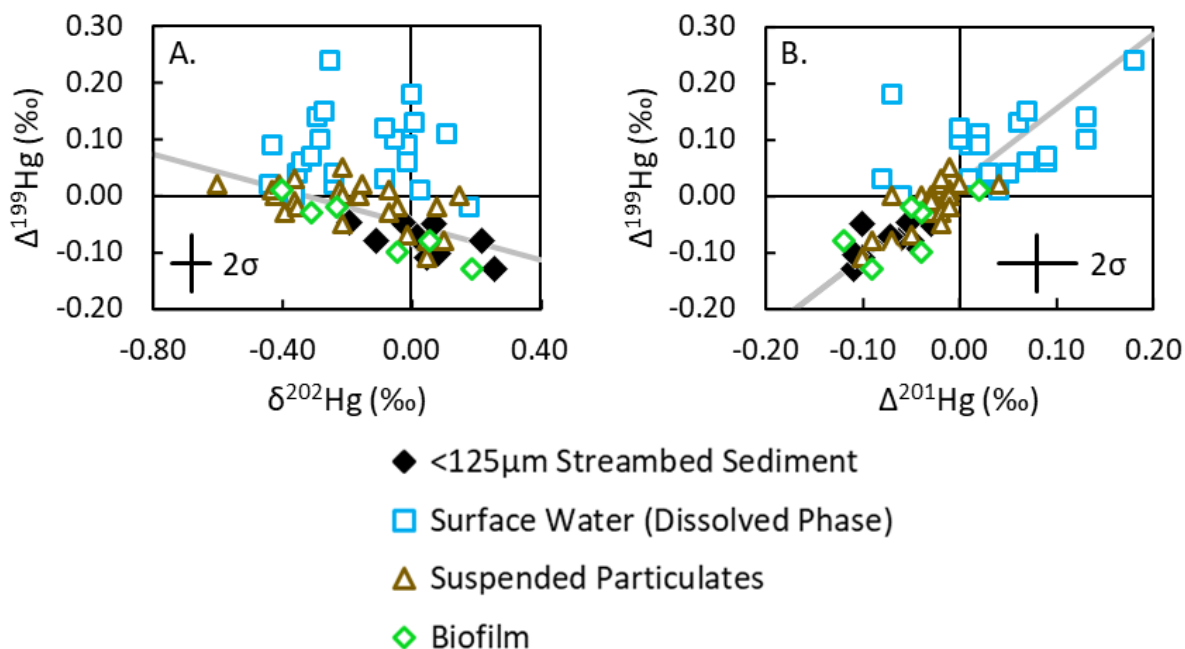 A.
0.30
0.20
0.10
0.00
-0.10
-0.20
Δ¹⁹⁹Hg (‰)
2σ
-0.80 -0.40 0.00 0.40
δ²⁰²Hg (‰)
B.
0.30
0.20
0.10
0.00
-0.10
-0.20
Δ¹⁹⁹Hg (‰)
2σ
-0.20 -0.10 0.00 0.10 0.20
Δ²⁰¹Hg (‰)
<125µm Streambed Sediment
Surface Water (Dissolved Phase)
Suspended Particulates
Biofilm